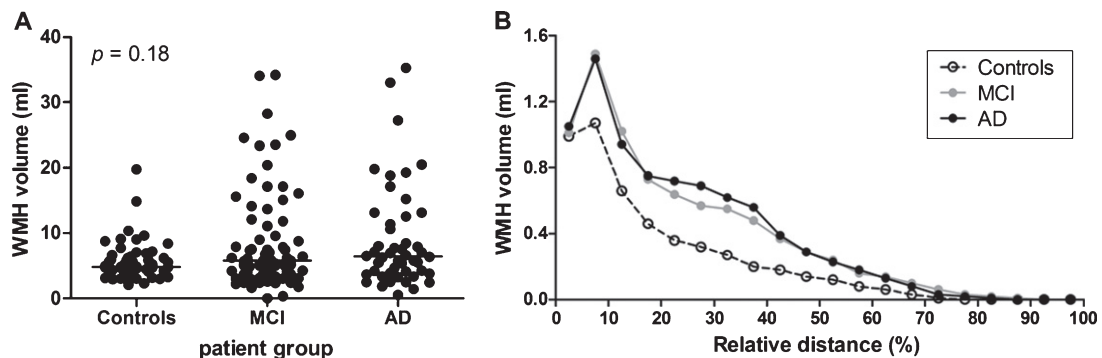 A
p = 0.18
WMH volume (ml)
40
30
20
10
0
Controls MCI AD
patient group
B
WMH volume (ml)
1.6
1.2
0.8
0.4
0.0
0 10 20 30 40 50 60 70 80 90 100
Relative distance (%)
Controls
MCI
AD